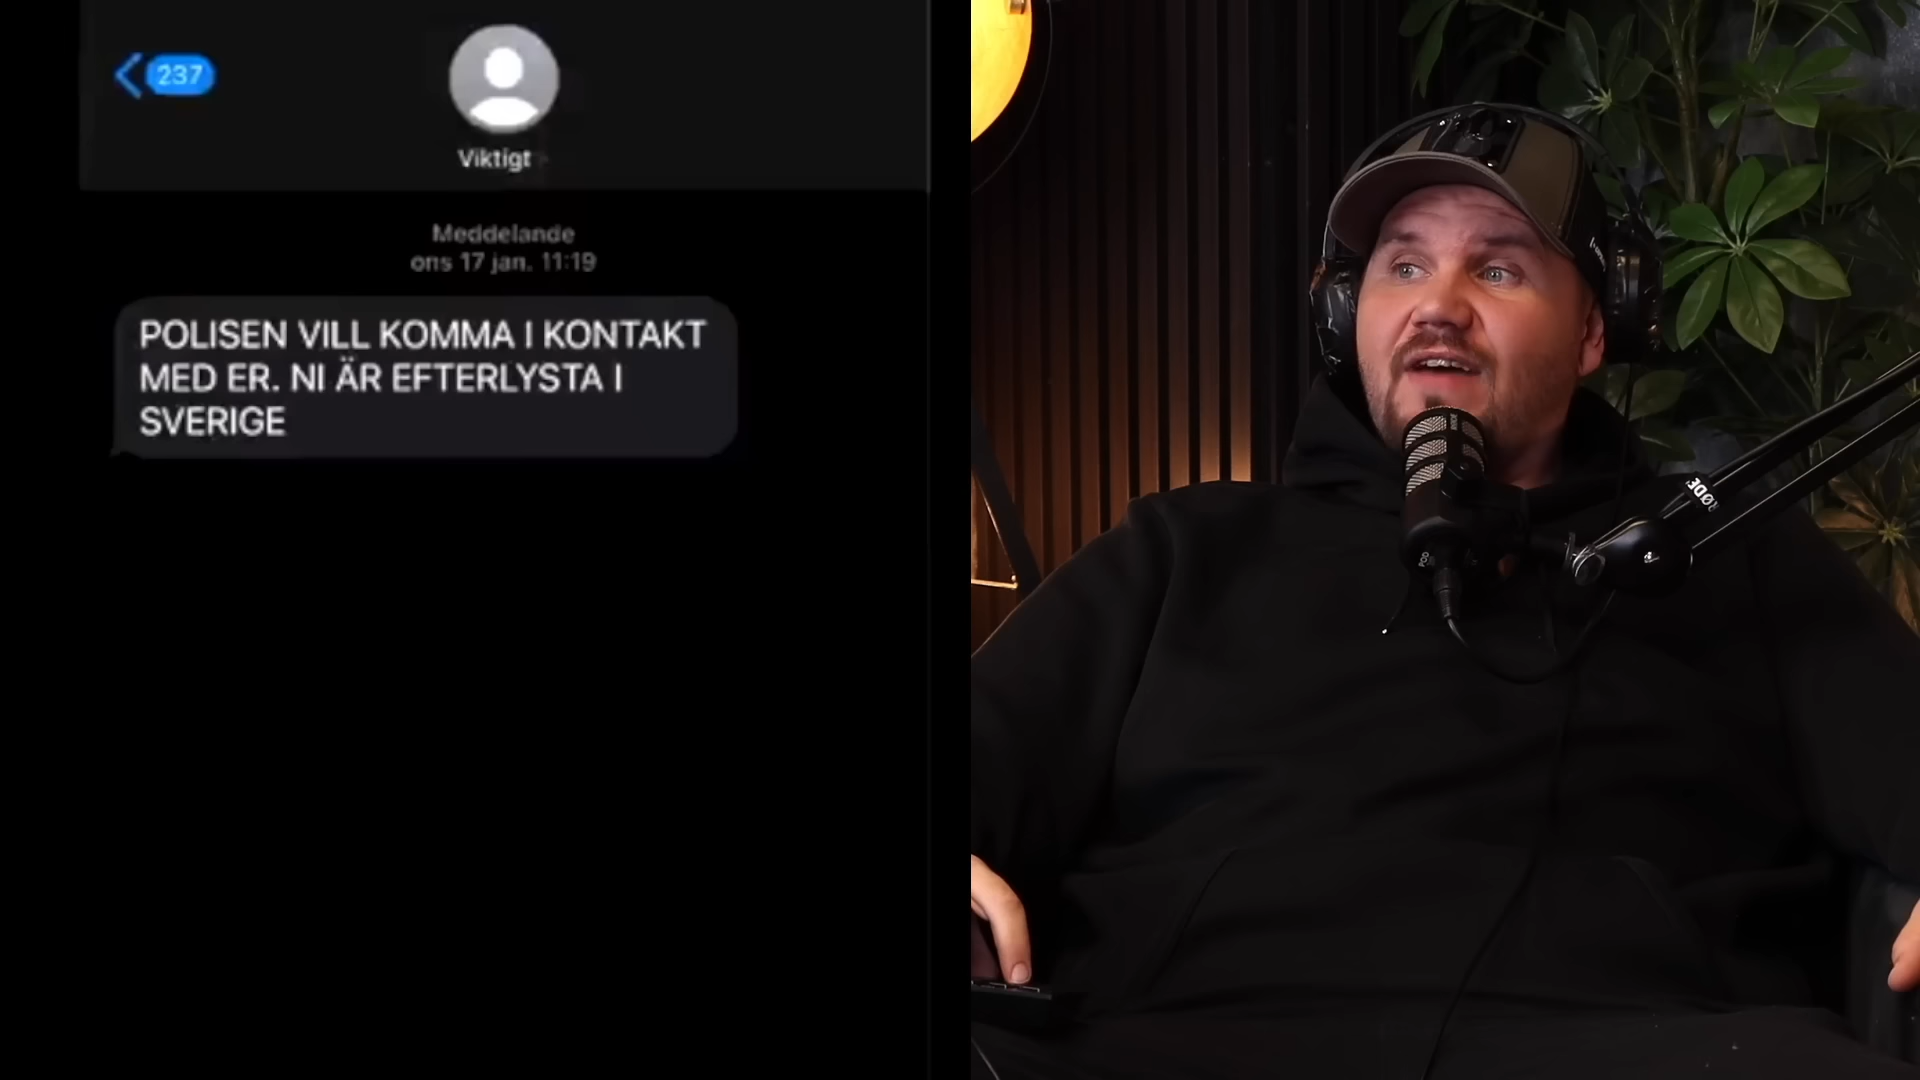 237
Viktigt
Meddelande
ons 17 jan. 11:19
POLISEN VILL KOMMA I KONTAKT
MED ER. NI ÄR EFTERLYSTA I
SVERIGE
RØDE
POD